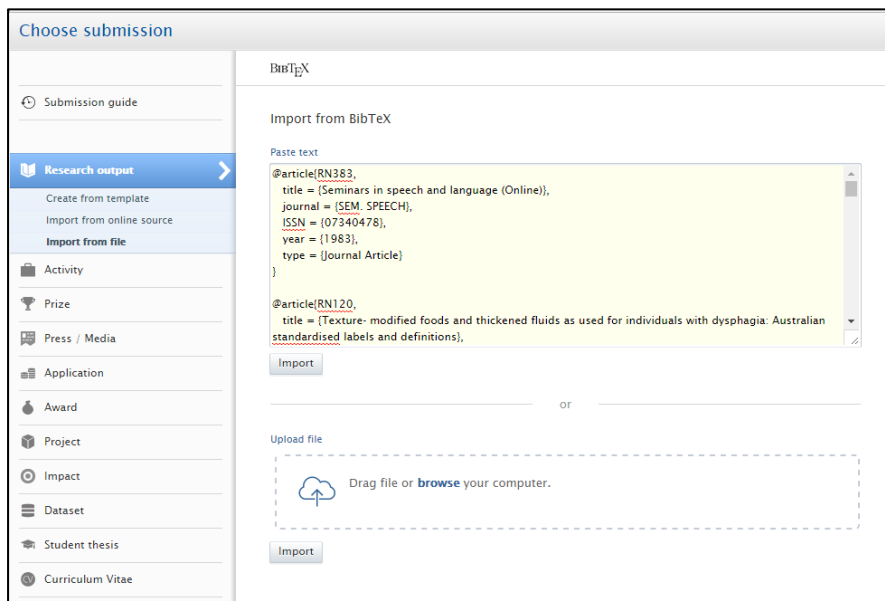 Choose submission
Submission guide
Research output
Create from template
Import from online source
Import from file
Activity
Prize
Press / Media
Application
Award
Project
Impact
Dataset
Student thesis
CV
Curriculum Vitae
BIBTEX
Import from BibTeX
Paste text
@article{RN383,
title = {Seminars in speech and language (Online)},
journal = {SEM. SPEECH},
ISSN = {07340478},
year = {1983},
type = {Journal Article}
}
@article{RN120,
title = {Texture- modified foods and thickened fluids as used for individuals with dysphagia: Australian
standardised labels and definitions},
Import
or
Upload file
Drag file or browse your computer.
Import